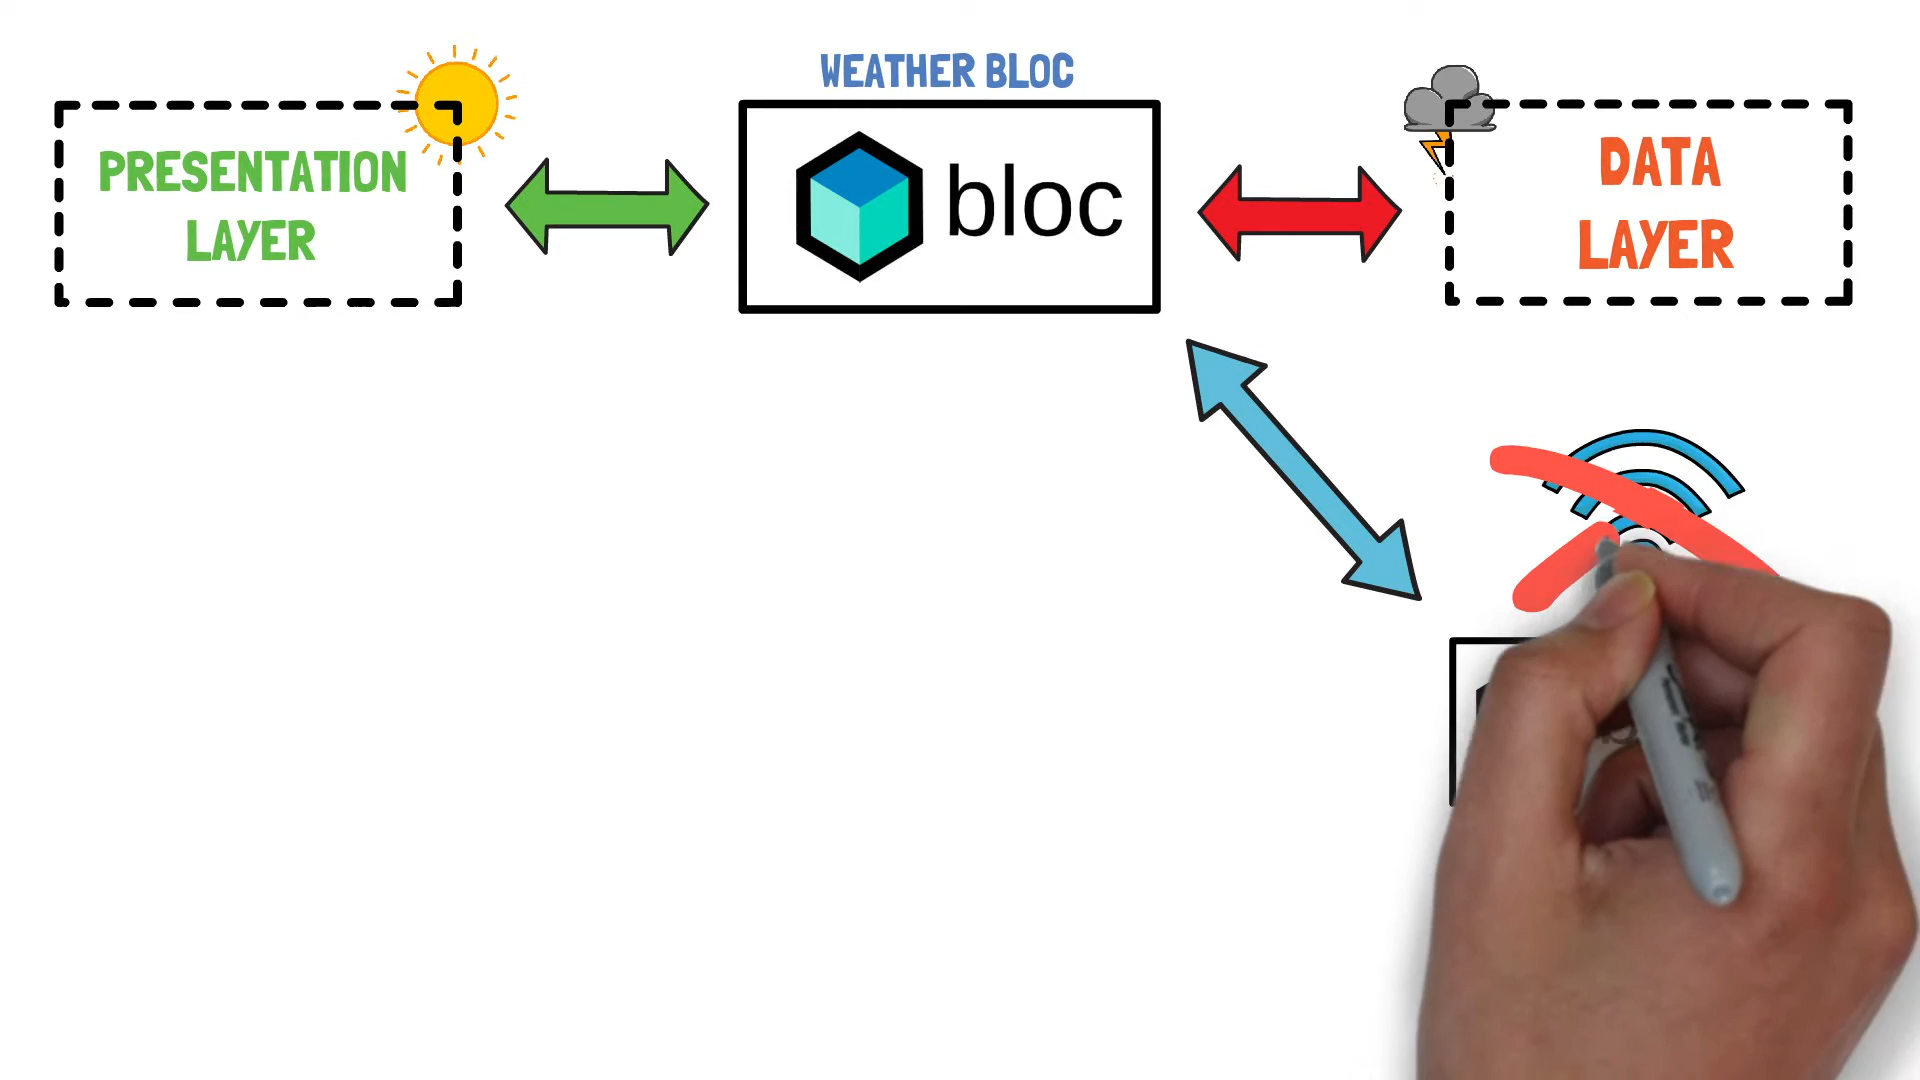 WEATHER BLOC
PRESENTATION
LAYER
bloc
DATA
LAYER